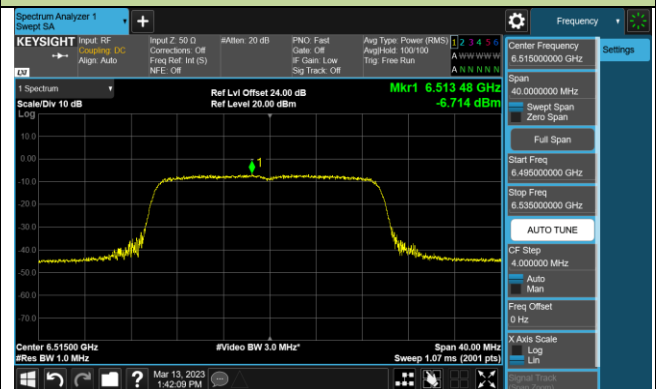 Spectrum Analyzer 1
Swept SA
Frequency
KEYSIGHT
Input: RF
Coupling: DC
Align: Auto
Input Z: 50 Ω
Corrections: Off
Freq Ref: Int (S)
NFE: Off
#Atten: 20 dB
PNO: Fast
Gate: Off
IF Gain: Low
Sig Track: Off
Avg Type: Power (RMS)
Avg|Hold: 100/100
Trig: Free Run
1 2 3 4 5 6
A W W W W W
A N N N N N
LXI
1 Spectrum
Scale/Div 10 dB
Ref Lvl Offset 24.00 dB
Ref Level 20.00 dBm
Mkr1 6.513 48 GHz
-6.714 dBm
Log
10.0
0.00
-10.0
-20.0
-30.0
-40.0
-50.0
-60.0
-70.0
1
Center 6.51500 GHz
#Res BW 1.0 MHz
#Video BW 3.0 MHz*
Span 40.00 MHz
Sweep 1.07 ms (2001 pts)
Mar 13, 2023
1:42:09 PM
Center Frequency
6.515000000 GHz
Settings
Span
40.0000000 MHz
Swept Span
Zero Span
Full Span
Start Freq
6.495000000 GHz
Stop Freq
6.535000000 GHz
AUTO TUNE
CF Step
4.000000 MHz
Auto
Man
Freq Offset
0 Hz
X Axis Scale
Log
Lin
Signal Track
(Span Zoom)